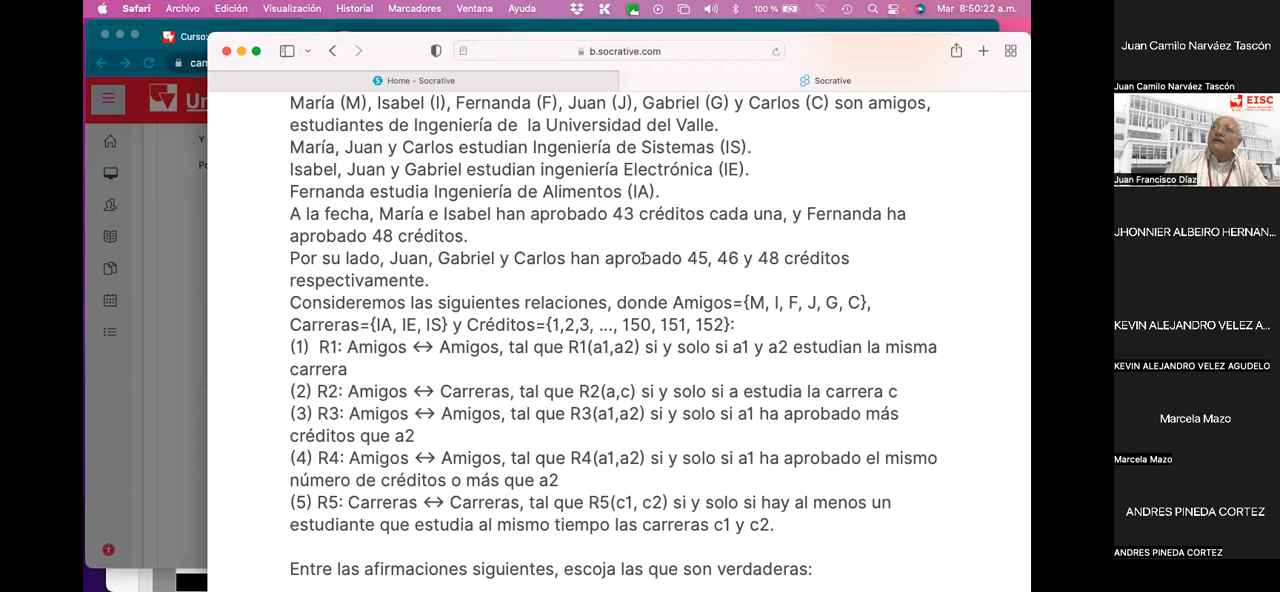 Safari Archivo Edición Visualización Historial Marcadores Ventana Ayuda 100 % Mar 8:50:22 a.m.
Curso:
b.socrative.com
Home - Socrative
Socrative
María (M), Isabel (I), Fernanda (F), Juan (J), Gabriel (G) y Carlos (C) son amigos,
estudiantes de Ingeniería de la Universidad del Valle.
María, Juan y Carlos estudian Ingeniería de Sistemas (IS).
Isabel, Juan y Gabriel estudian ingeniería Electrónica (IE).
Fernanda estudia Ingeniería de Alimentos (IA).
A la fecha, María e Isabel han aprobado 43 créditos cada una, y Fernanda ha
aprobado 48 créditos.
Por su lado, Juan, Gabriel y Carlos han aprobado 45, 46 y 48 créditos
respectivamente.
Consideremos las siguientes relaciones, donde Amigos={M, I, F, J, G, C},
Carreras={IA, IE, IS} y Créditos={1,2,3, ..., 150, 151, 152}:
(1) R1: Amigos ↔ Amigos, tal que R1(a1,a2) si y solo si a1 y a2 estudian la misma
carrera
(2) R2: Amigos ↔ Carreras, tal que R2(a,c) si y solo si a estudia la carrera c
(3) R3: Amigos ↔ Amigos, tal que R3(a1,a2) si y solo si a1 ha aprobado más
créditos que a2
(4) R4: Amigos ↔ Amigos, tal que R4(a1,a2) si y solo si a1 ha aprobado el mismo
número de créditos o más que a2
(5) R5: Carreras ↔ Carreras, tal que R5(c1, c2) si y solo si hay al menos un
estudiante que estudia al mismo tiempo las carreras c1 y c2.
Entre las afirmaciones siguientes, escoja las que son verdaderas:
Juan Camilo Narváez Tascón
Juan Camilo Narváez Tascón
EISC
Juan Francisco Díaz
JHONNIER ALBEIRO HERNAN...
KEVIN ALEJANDRO VELEZ A...
KEVIN ALEJANDRO VELEZ AGUDELO
Marcela Mazo
Marcela Mazo
ANDRES PINEDA CORTEZ
ANDRES PINEDA CORTEZ